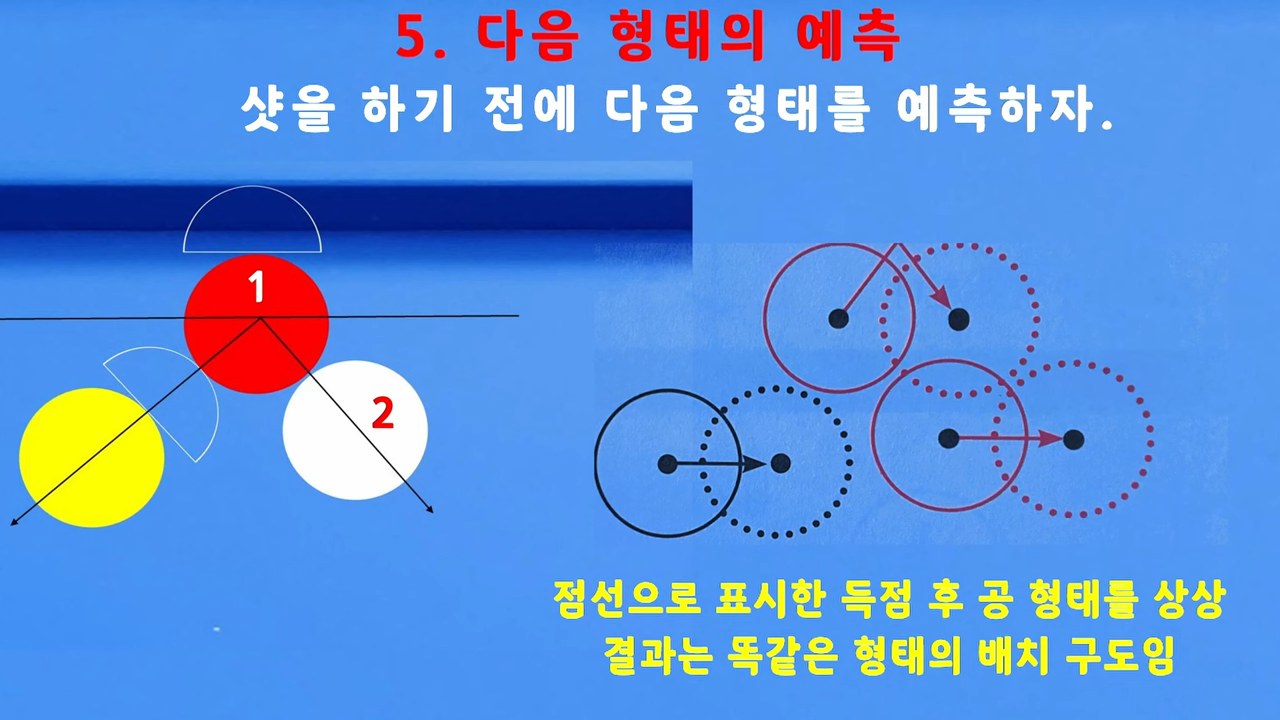 5. 다음 형태의 예측
샷을 하기 전에 다음 형태를 예측하자.
1
2
점선으로 표시한 득점 후 공 형태를 상상
결과는 똑같은 형태의 배치 구도임